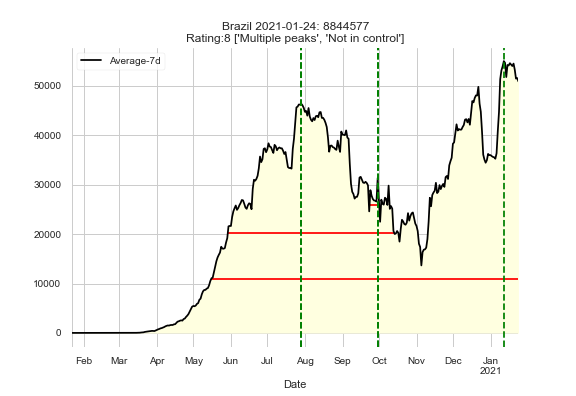 Brazil 2021-01-24: 8844577
Rating:8 ['Multiple peaks', 'Not in control']
Average-7d
50000
40000
30000
20000
10000
0
Feb Mar Apr May Jun Jul Aug Sep Oct Nov Dec Jan
2021
Date